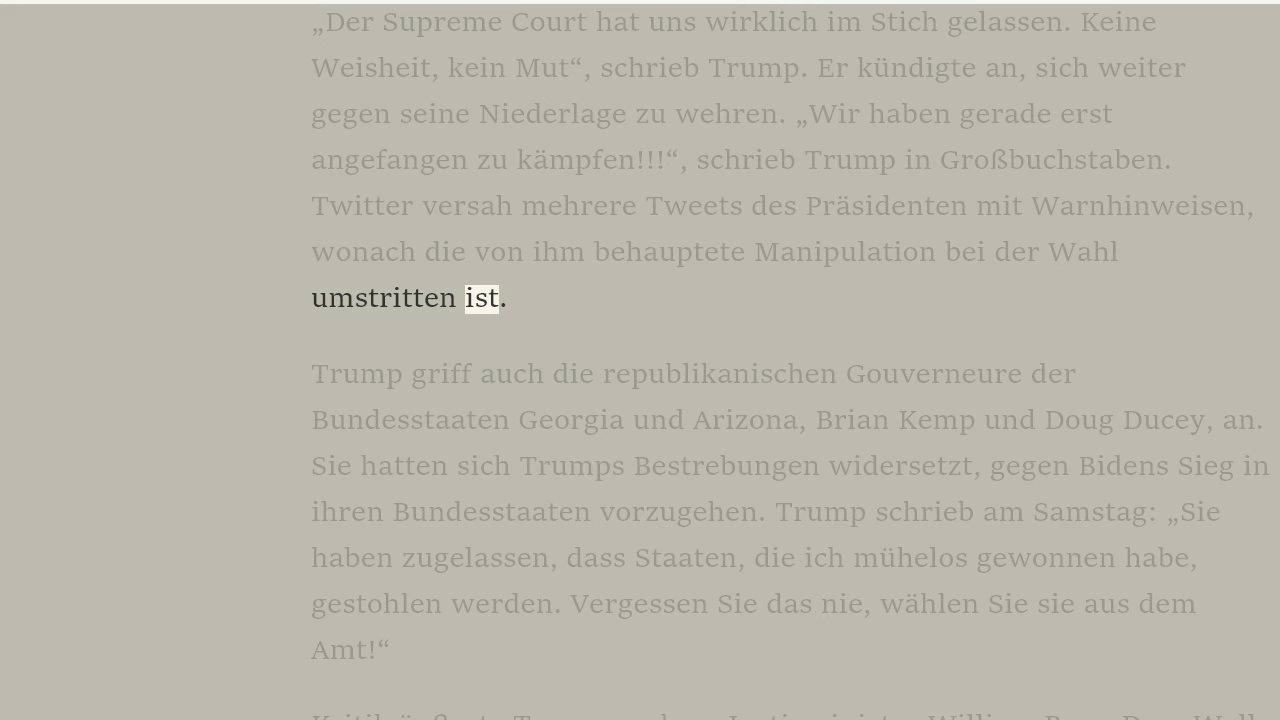 „Der Supreme Court hat uns wirklich im Stich gelassen. Keine
Weisheit, kein Mut“, schrieb Trump. Er kündigte an, sich weiter
gegen seine Niederlage zu wehren. „Wir haben gerade erst
angefangen zu kämpfen!!!“, schrieb Trump in Großbuchstaben.
Twitter versah mehrere Tweets des Präsidenten mit Warnhinweisen,
wonach die von ihm behauptete Manipulation bei der Wahl
umstritten ist.
Trump griff auch die republikanischen Gouverneure der
Bundesstaaten Georgia und Arizona, Brian Kemp und Doug Ducey, an.
Sie hatten sich Trumps Bestrebungen widersetzt, gegen Bidens Sieg in
ihren Bundesstaaten vorzugehen. Trump schrieb am Samstag: „Sie
haben zugelassen, dass Staaten, die ich mühelos gewonnen habe,
gestohlen werden. Vergessen Sie das nie, wählen Sie sie aus dem
Amt!“